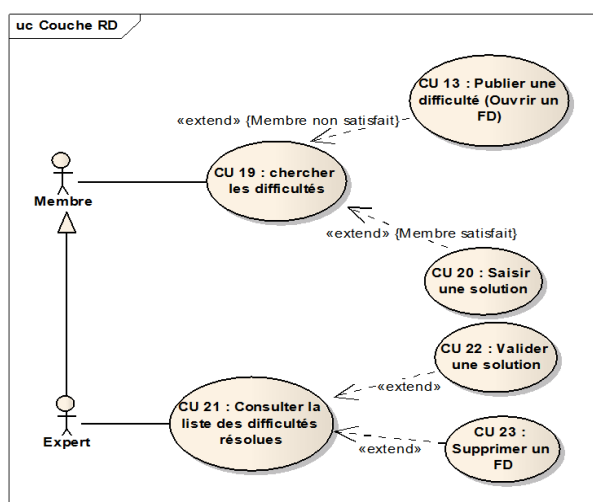 uc Couche RD
CU 13 : Publier une
difficulté (Ouvrir un
FD)
«extend» {Membre non satisfait}
CU 19 : chercher
les difficultés
Membre
«extend» {Membre satisfait}
CU 20 : Saisir
une solution
CU 22 : Valider
une solution
«extend»
CU 21 : Consulter la
liste des difficultés
résolues
Expert
«extend»
CU 23 :
Supprimer un
FD